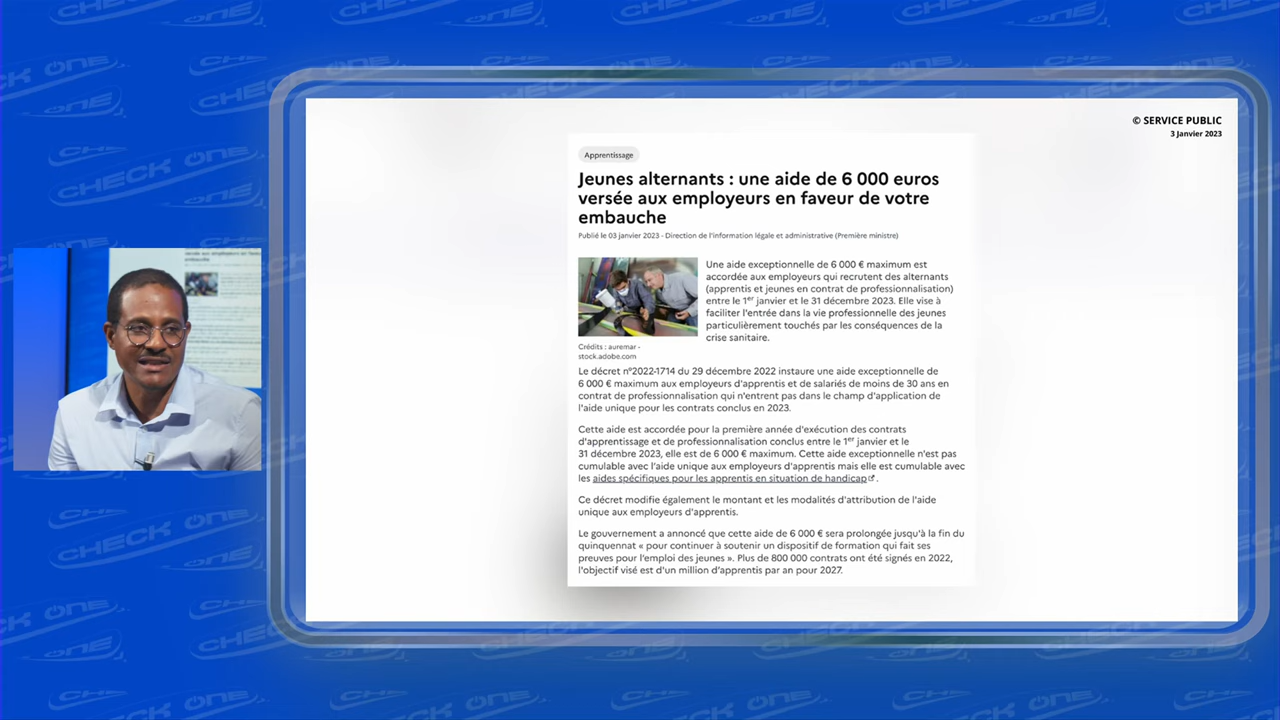 CHECK ONE
© SERVICE PUBLIC
3 Janvier 2023
Apprentissage
Jeunes alternants : une aide de 6 000 euros
versée aux employeurs en faveur de votre
embauche
Publié le 03 janvier 2023 - Direction de l'information légale et administrative (Première ministre)
Une aide exceptionnelle de 6 000 € maximum est
accordée aux employeurs qui recrutent des alternants
(apprentis et jeunes en contrat de professionnalisation)
entre le 1er janvier et le 31 décembre 2023. Elle vise à
faciliter l'entrée dans la vie professionnelle des jeunes
particulièrement touchés par les conséquences de la
crise sanitaire.
Crédits : auremar -
stock.adobe.com
Le décret n°2022-1714 du 29 décembre 2022 instaure une aide exceptionnelle de
6 000 € maximum aux employeurs d'apprentis et de salariés de moins de 30 ans en
contrat de professionnalisation qui n'entrent pas dans le champ d'application de
l'aide unique pour les contrats conclus en 2023.
Cette aide est accordée pour la première année d'exécution des contrats
d'apprentissage et de professionnalisation conclus entre le 1er janvier et le
31 décembre 2023, elle est de 6 000 € maximum. Cette aide exceptionnelle n'est pas
cumulable avec l'aide unique aux employeurs d'apprentis mais elle est cumulable avec
les aides spécifiques pour les apprentis en situation de handicap .
Ce décret modifie également le montant et les modalités d'attribution de l'aide
unique aux employeurs d'apprentis.
Le gouvernement a annoncé que cette aide de 6 000 € sera prolongée jusqu'à la fin du
quinquennat « pour continuer à soutenir un dispositif de formation qui fait ses
preuves pour l'emploi des jeunes ». Plus de 800 000 contrats ont été signés en 2022,
l'objectif visé est d'un million d'apprentis par an pour 2027.